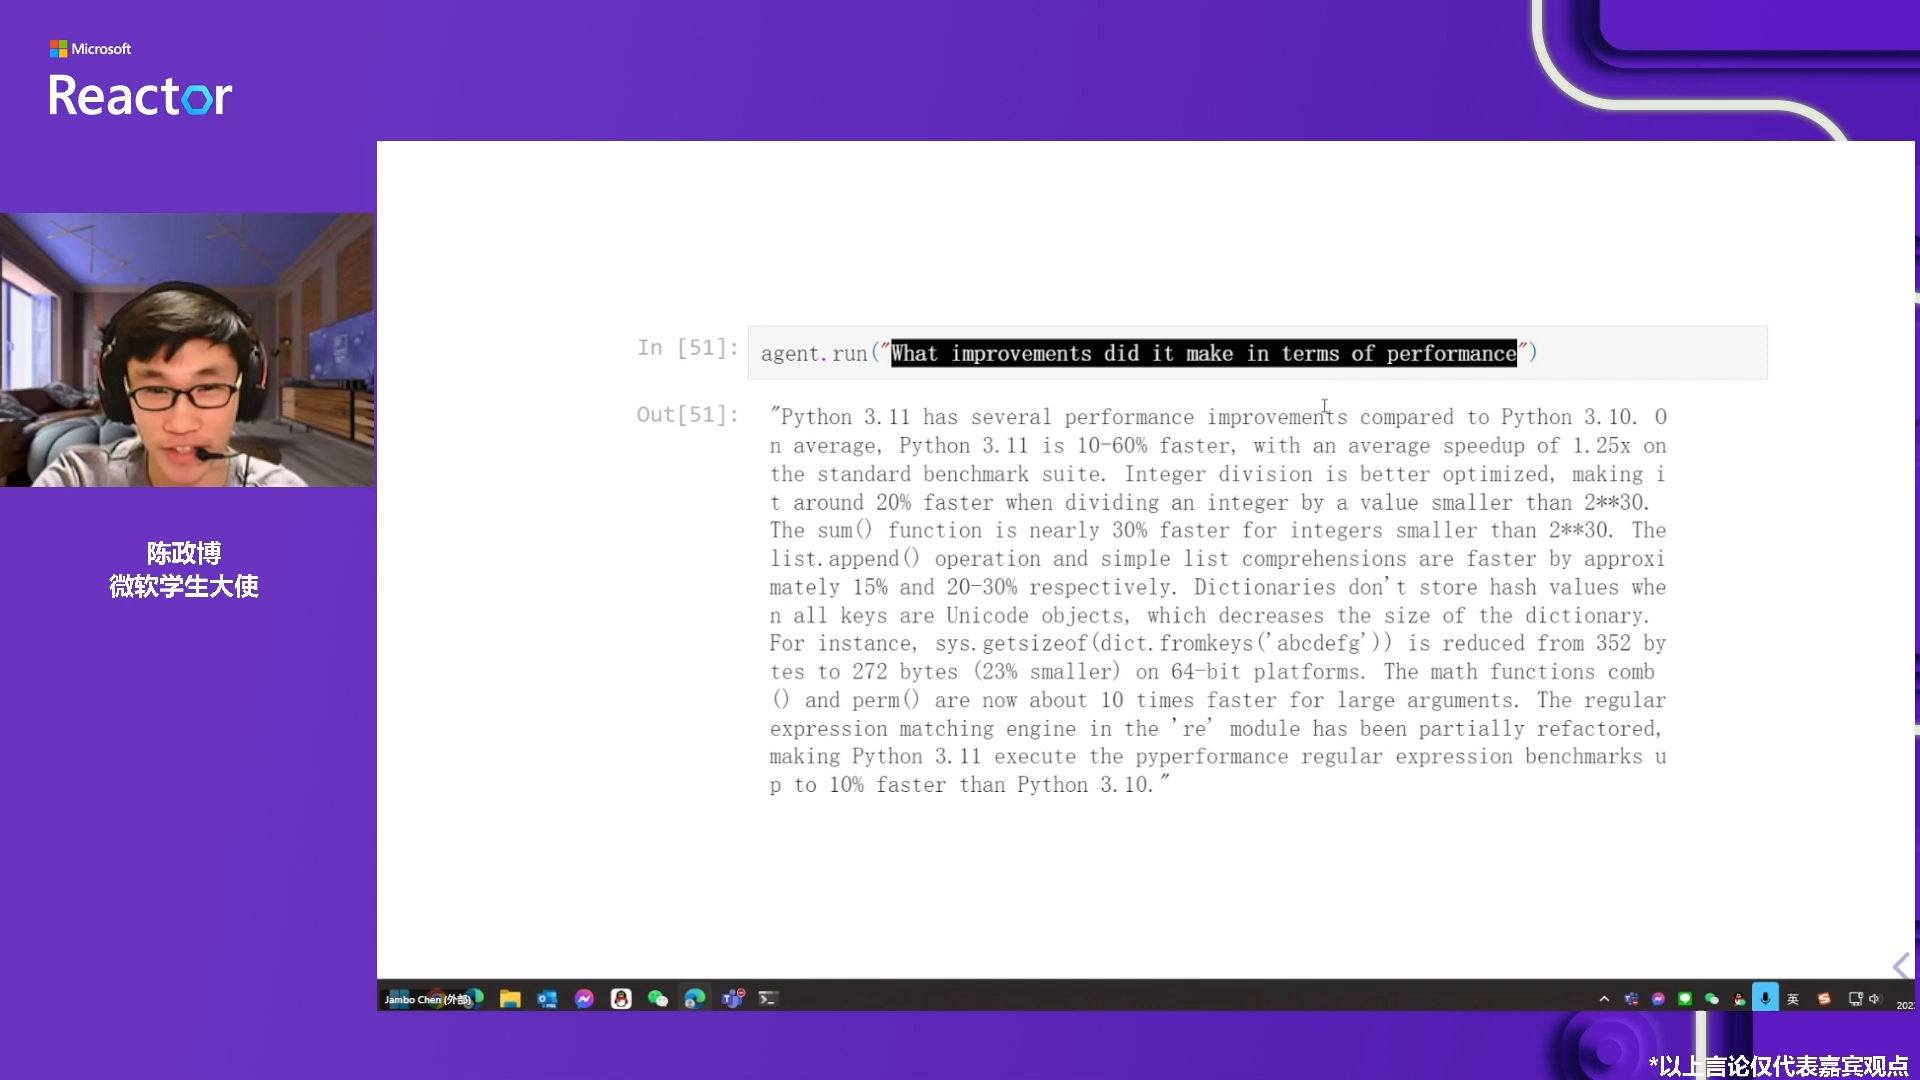 Microsoft
Reactor
陈政博
微软学生大使
In [51]: agent.run("What improvements did it make in terms of performance")
Out[51]: "Python 3.11 has several performance improvements compared to Python 3.10. O
n average, Python 3.11 is 10-60% faster, with an average speedup of 1.25x on
the standard benchmark suite. Integer division is better optimized, making i
t around 20% faster when dividing an integer by a value smaller than 2**30.
The sum() function is nearly 30% faster for integers smaller than 2**30. The
list.append() operation and simple list comprehensions are faster by approxi
mately 15% and 20-30% respectively. Dictionaries don't store hash values whe
n all keys are Unicode objects, which decreases the size of the dictionary.
For instance, sys.getsizeof(dict.fromkeys('abcdefg')) is reduced from 352 by
tes to 272 bytes (23% smaller) on 64-bit platforms. The math functions comb
() and perm() are now about 10 times faster for large arguments. The regular
expression matching engine in the 're' module has been partially refactored,
making Python 3.11 execute the pyperformance regular expression benchmarks u
p to 10% faster than Python 3.10."
Jambo Chen (外部)
英
202
*以上言论仅代表嘉宾观点